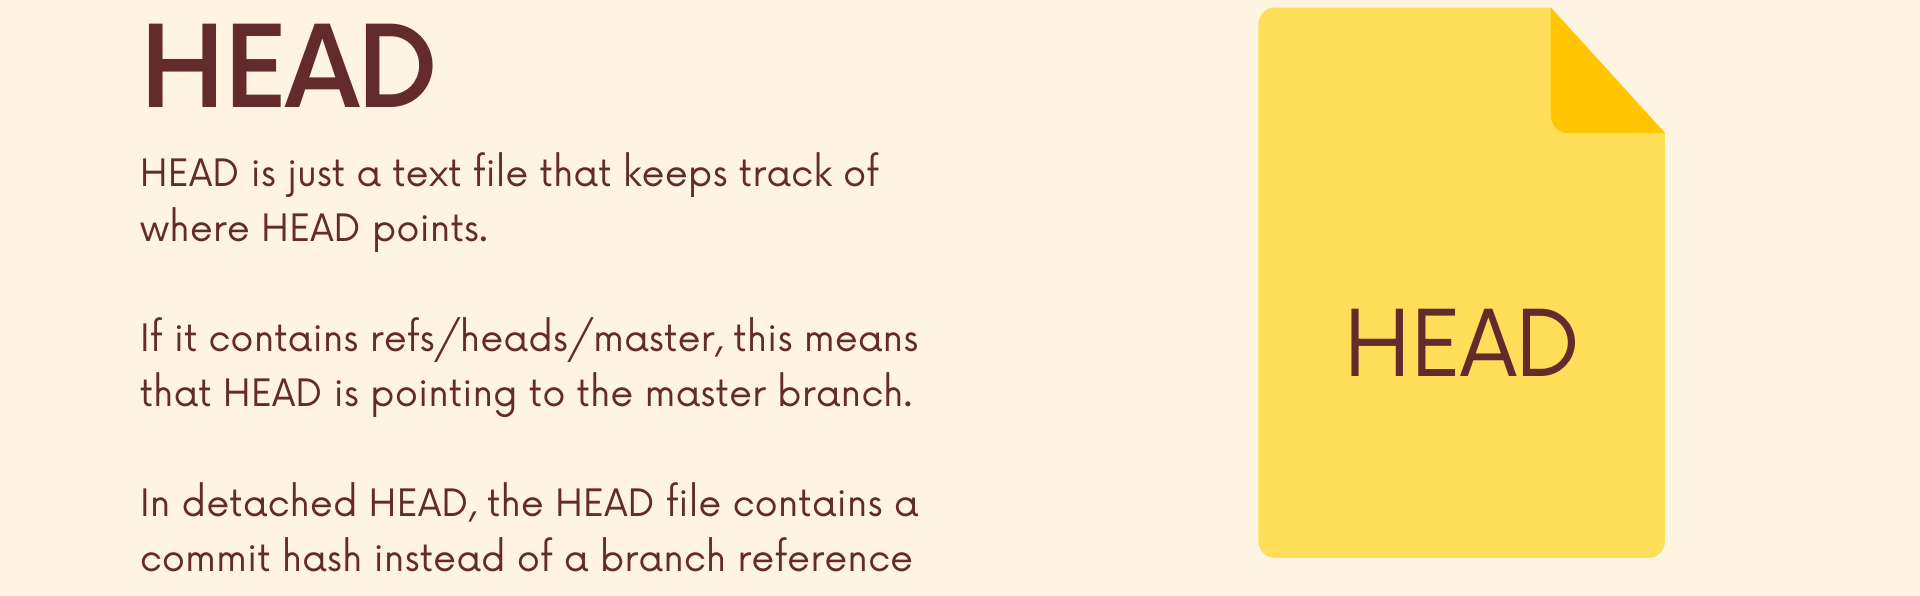 HEAD
HEAD is just a text file that keeps track of
where HEAD points.
If it contains refs/heads/master, this means
that HEAD is pointing to the master branch.
In detached HEAD, the HEAD file contains a
commit hash instead of a branch reference
HEAD